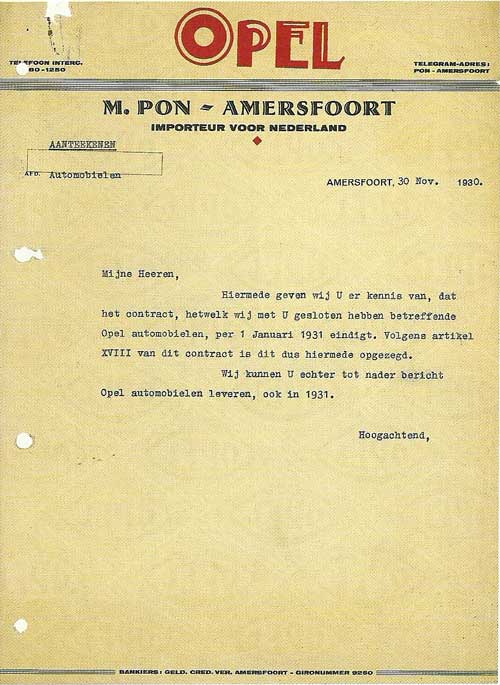 OPEL
TELEFOON INTERC.
80-1250
TELEGRAM-ADRES:
PON - AMERSFOORT
M. PON - AMERSFOORT
IMPORTEUR VOOR NEDERLAND
AANTEEKENEN
AFD. Automobielen
AMERSFOORT, 30 Nov. 1930.
Mijne Heeren,
Hiermede geven wij U er kennis van, dat
het contract, hetwelk wij met U gesloten hebben betreffende
Opel automobielen, per 1 Januari 1931 eindigt. Volgens artikel
XVIII van dit contract is dit dus hiermede opgezegd.
Wij kunnen U echter tot nader bericht
Opel automobielen leveren, ook in 1931.
Hoogachtend,
BANKIERS: GELD. CRED. VER. AMERSFOORT - GIRONUMMER 9250